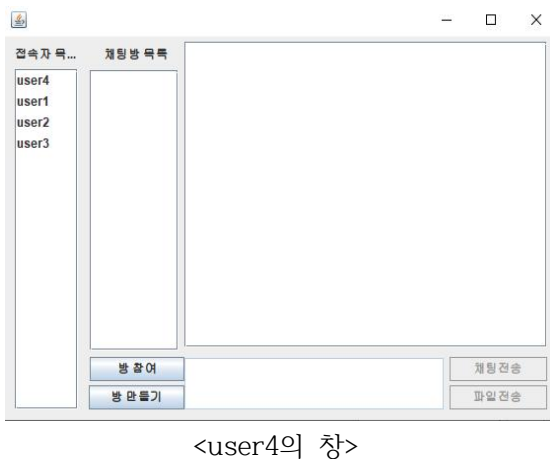 접속자 목...
채팅방 목록
user4
user1
user2
user3
방 참여
방 만들기
채팅전송
파일전송
<user4의 창>